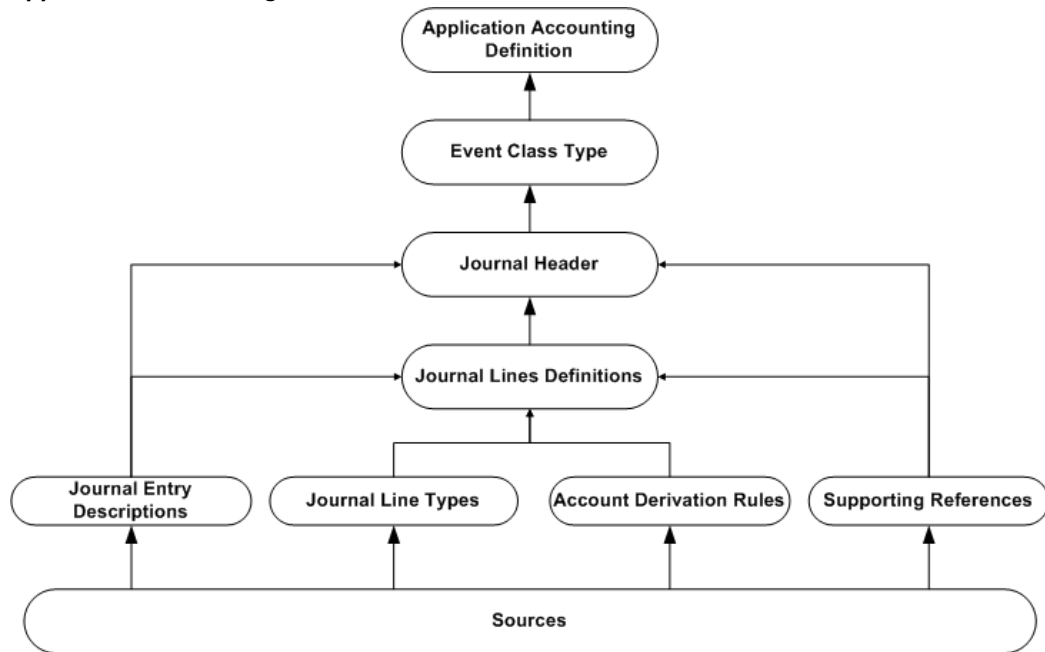 Application Accounting
Definition
Event Class Type
Journal Header
Journal Lines Definitions
Journal Entry
Descriptions
Journal Line Types
Account Derivation Rules
Supporting References
Sources